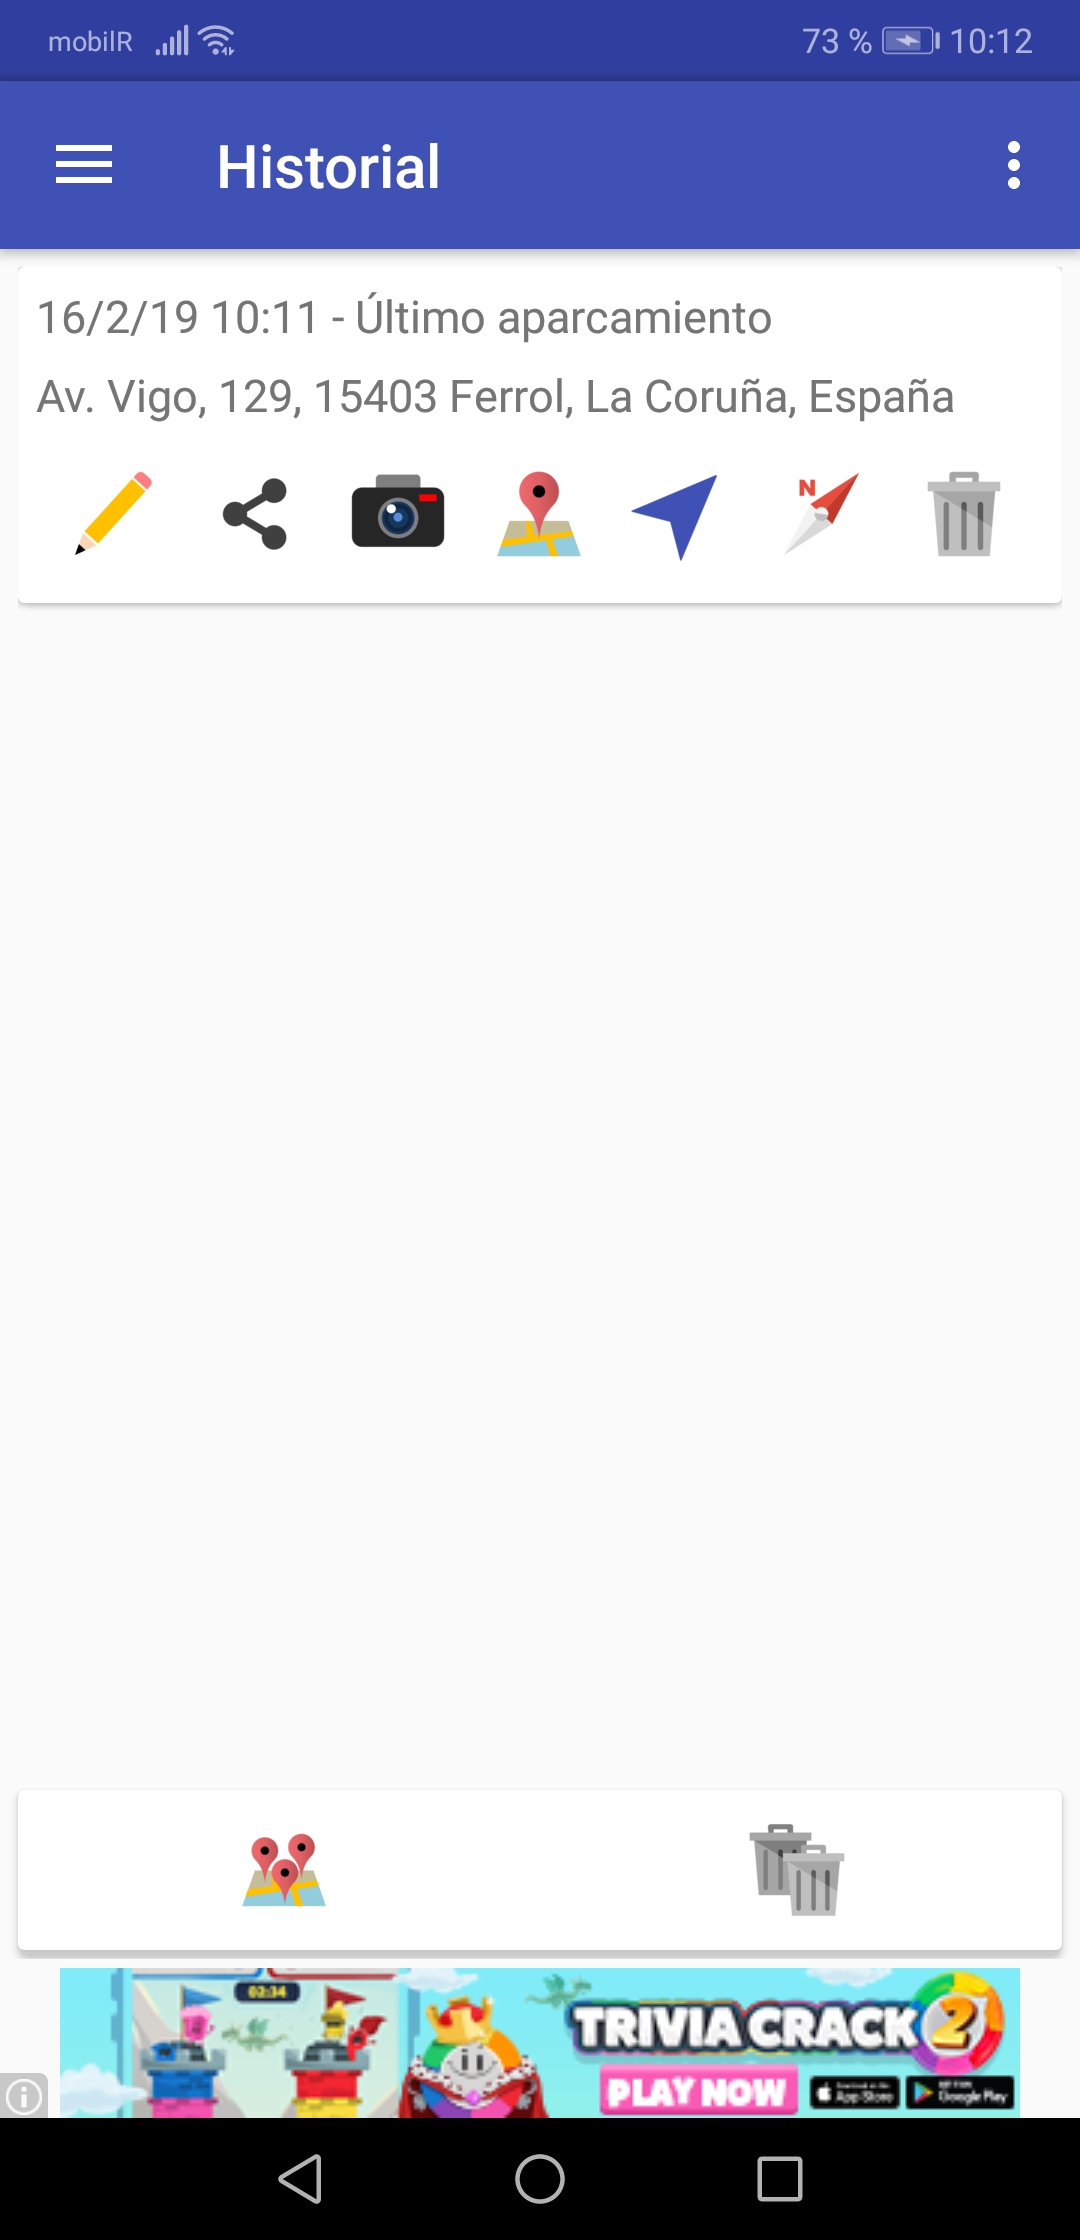 mobilR 73 % 10:12
Historial
16/2/19 10:11 - Último aparcamiento
Av. Vigo, 129, 15403 Ferrol, La Coruña, España
N
02:34
TRIVIA CRACK 2
PLAY NOW
App Store
Google Play